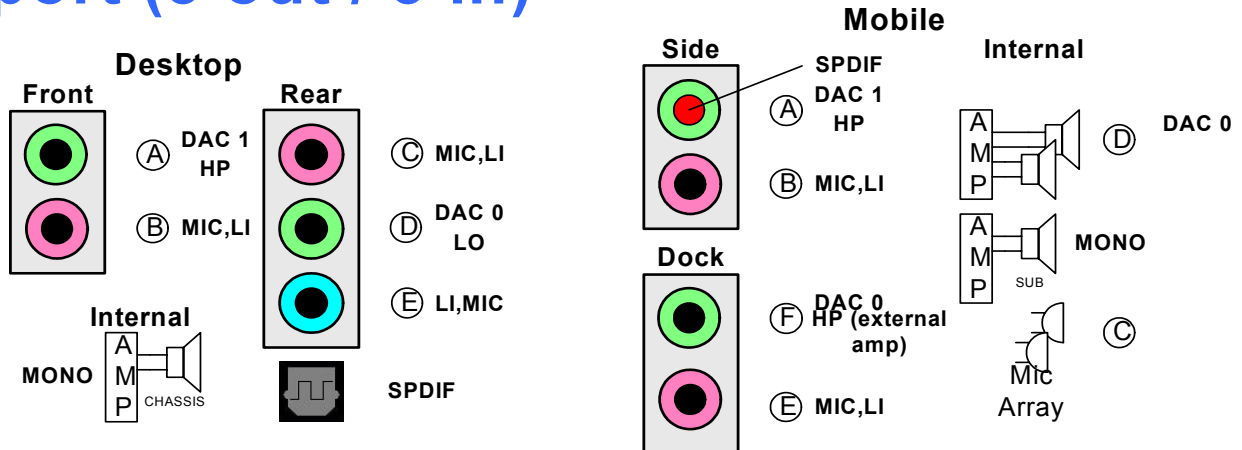 Desktop
Front
Rear
A DAC 1
HP
B MIC,LI
C MIC,LI
D DAC 0
LO
E LI,MIC
Internal
MONO
A
M
P
CHASSIS
SPDIF
Mobile
Side
Internal
SPDIF
A DAC 1
HP
B MIC,LI
A
M
P
D DAC 0
A
M
P
SUB
MONO
Dock
F DAC 0
HP (external
amp)
E MIC,LI
C
Mic
Array